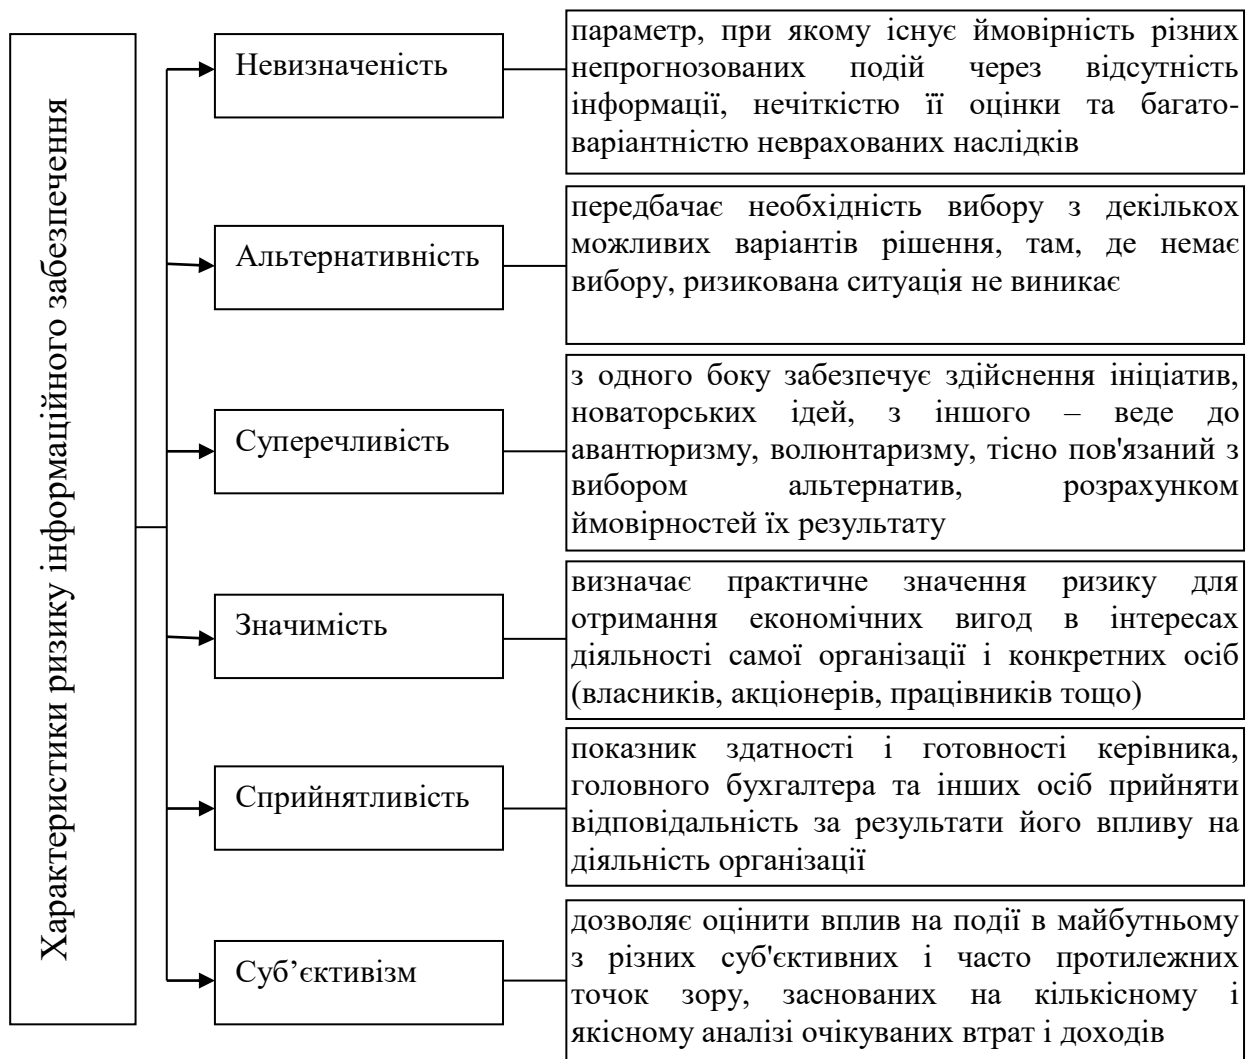 Характеристики ризику інформаційного забезпечення
Невизначеність
параметр, при якому існує ймовірність різних
непрогнозованих подій через відсутність
інформації, нечіткістю її оцінки та багато-
варіантністю неврахованих наслідків
Альтернативність
передбачає необхідність вибору з декількох
можливих варіантів рішення, там, де немає
вибору, ризикована ситуація не виникає
Суперечливість
з одного боку забезпечує здійснення ініціатив,
новаторських ідей, з іншого – веде до
авантюризму, волюнтаризму, тісно пов'язаний з
вибором альтернатив, розрахунком
ймовірностей їх результату
Значимість
визначає практичне значення ризику для
отримання економічних вигод в інтересах
діяльності самої організації і конкретних осіб
(власників, акціонерів, працівників тощо)
Сприйнятливість
показник здатності і готовності керівника,
головного бухгалтера та інших осіб прийняти
відповідальність за результати його впливу на
діяльність організації
Суб’єктивізм
дозволяє оцінити вплив на події в майбутньому
з різних суб'єктивних і часто протилежних
точок зору, заснованих на кількісному і
якісному аналізі очікуваних втрат і доходів